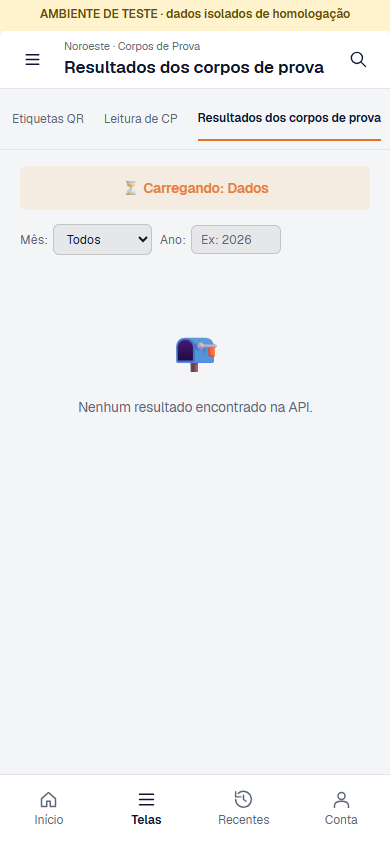 AMBIENTE DE TESTE · dados isolados de homologação
Noroeste · Corpos de Prova
Resultados dos corpos de prova
Etiquetas QR
Leitura de CP
Resultados dos corpos de prova
⏳ Carregando: Dados
Mês: Todos Ano: Ex: 2026
Nenhum resultado encontrado na API.
Início
Telas
Recentes
Conta